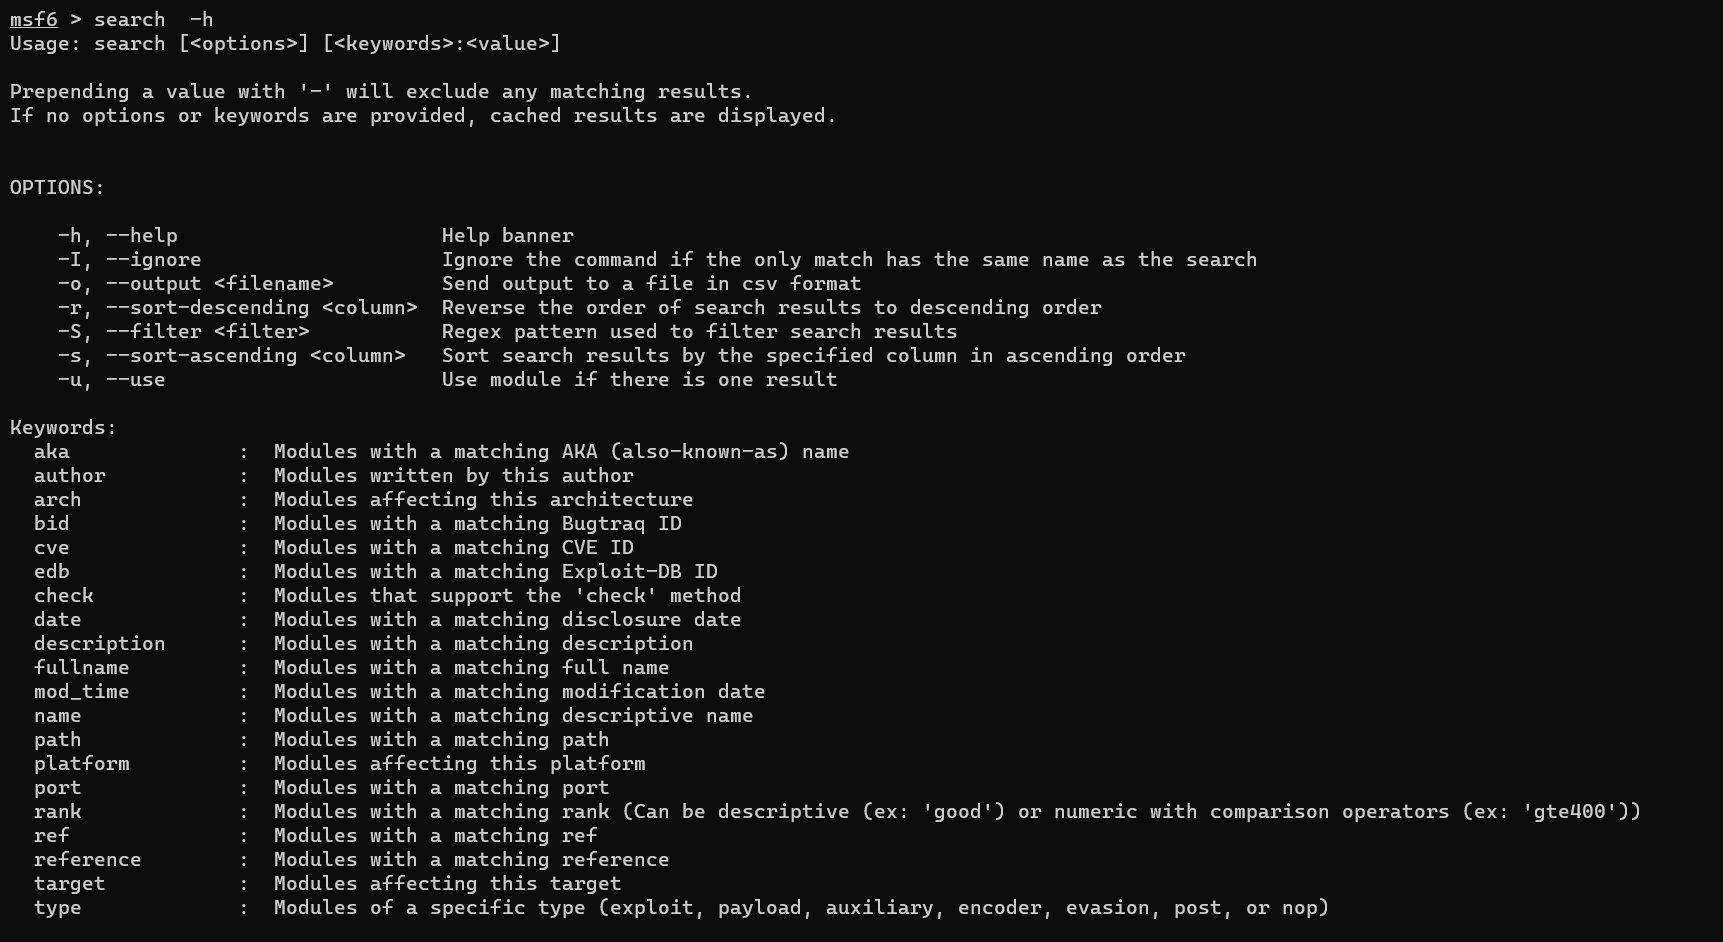 msf6 > search  -h
Usage: search [<options>] [<keywords>:<value>]

Prepending a value with '-' will exclude any matching results.
If no options or keywords are provided, cached results are displayed.


OPTIONS:

    -h, --help                      Help banner
    -I, --ignore                    Ignore the command if the only match has the same name as the search
    -o, --output <filename>         Send output to a file in csv format
    -r, --sort-descending <column>  Reverse the order of search results to descending order
    -S, --filter <filter>           Regex pattern used to filter search results
    -s, --sort-ascending <column>   Sort search results by the specified column in ascending order
    -u, --use                       Use module if there is one result

Keywords:
  aka              :  Modules with a matching AKA (also-known-as) name
  author           :  Modules written by this author
  arch             :  Modules affecting this architecture
  bid              :  Modules with a matching Bugtraq ID
  cve              :  Modules with a matching CVE ID
  edb              :  Modules with a matching Exploit-DB ID
  check            :  Modules that support the 'check' method
  date             :  Modules with a matching disclosure date
  description      :  Modules with a matching description
  fullname         :  Modules with a matching full name
  mod_time         :  Modules with a matching modification date
  name             :  Modules with a matching descriptive name
  path             :  Modules with a matching path
  platform         :  Modules affecting this platform
  port             :  Modules with a matching port
  rank             :  Modules with a matching rank (Can be descriptive (ex: 'good') or numeric with comparison operators (ex: 'gte400'))
  ref              :  Modules with a matching ref
  reference        :  Modules with a matching reference
  target           :  Modules affecting this target
  type             :  Modules of a specific type (exploit, payload, auxiliary, encoder, evasion, post, or nop)